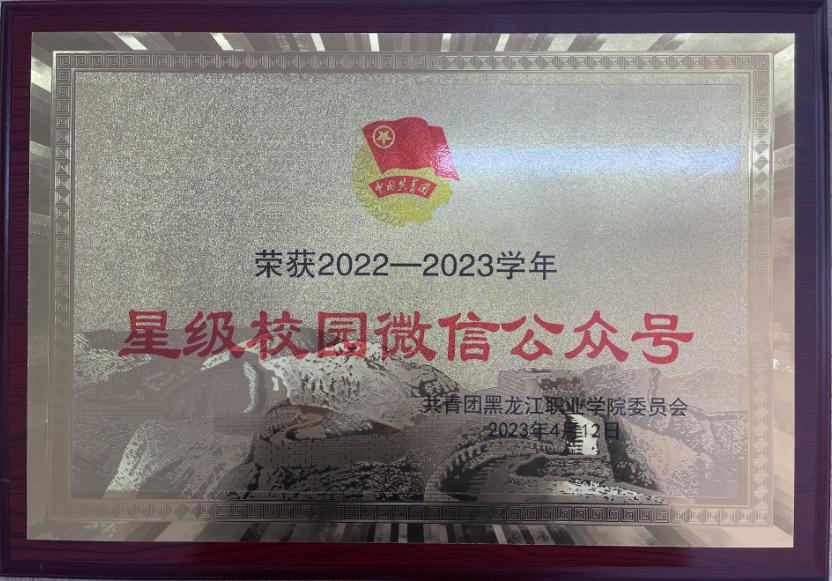 中国共青团
荣获2022—2023学年
星级校园微信公众号
共青团黑龙江职业学院委员会
2023年4月12日